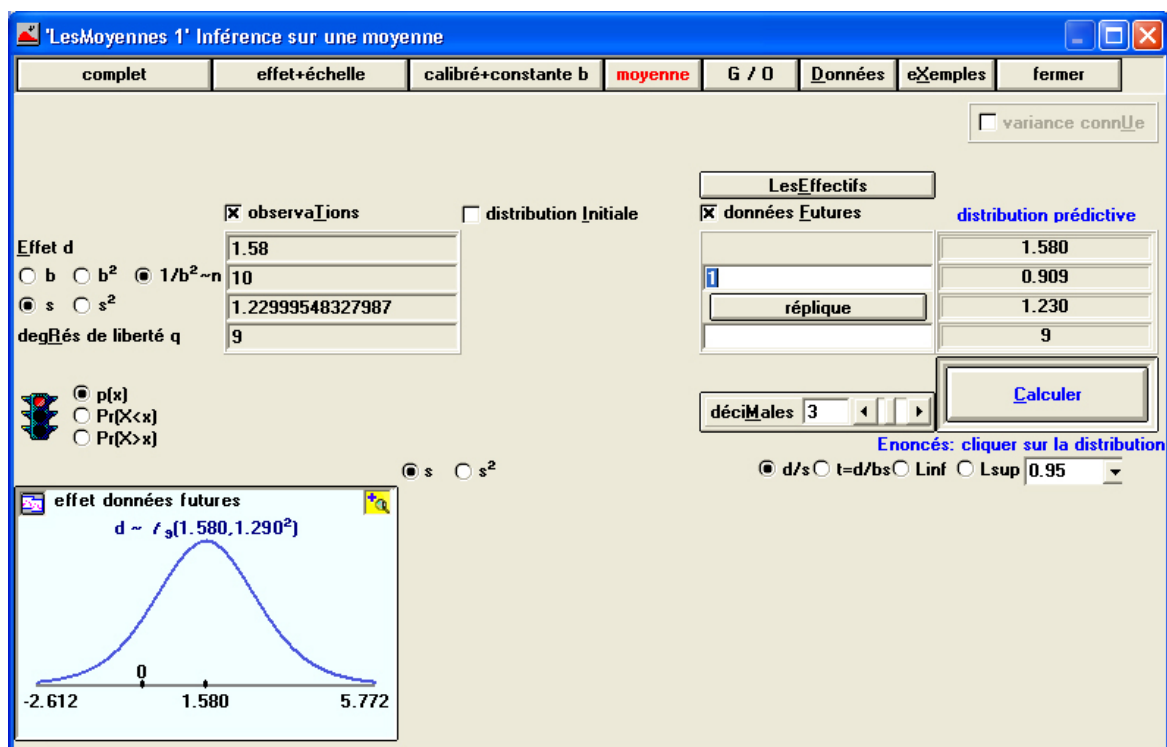 'LesMoyennes 1' Inférence sur une moyenne
complet effet+échelle calibré+constante b moyenne G / O Données eXemples fermer
variance connUe
LesEffectifs
observaTions distribution Initiale données Futures distribution prédictive
Effet d 1.58 1.580
b b² 1/b²~n 10 1 0.909
s s² 1.22999548327987 réplique 1.230
degRés de liberté q 9 9
p(x)
Pr(X<x)
Pr(X>x)
déciMales 3 Calculer
Enoncés: cliquer sur la distribution
s s² d/s t=d/bs Linf Lsup 0.95
effet données futures
d ~ t₉(1.580,1.290²)
0
-2.612 1.580 5.772